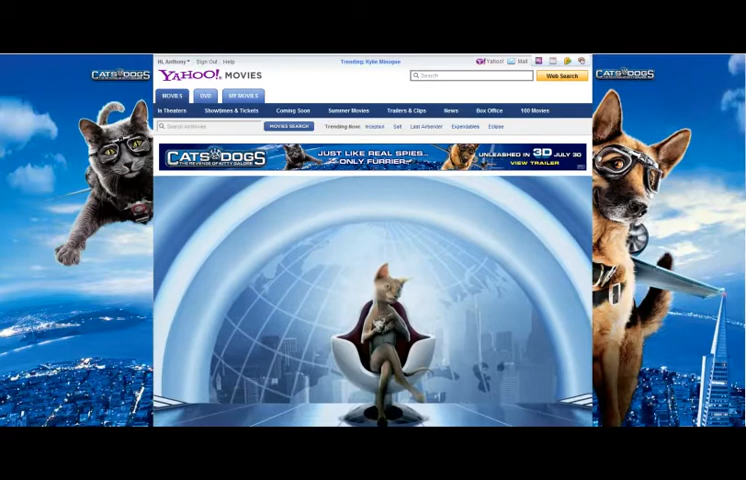 Hi, Anthony Sign Out Help
Trending: Kylie Minogue
Yahoo! Mail
YAHOO! MOVIES
Search
Web Search
MOVIES DVD MY MOVIES
In Theaters Showtimes & Tickets Coming Soon Summer Movies Trailers & Clips News Box Office 100 Movies
Search MOVIES SEARCH Trending Now: Inception Salt Last Airbender Expendables Eclipse
CATS & DOGS
CATS & DOGS
CATS & DOGS
THE REVENGE OF KITTY GALORE
JUST LIKE REAL SPIES...
ONLY FURRIER.
UNLEASHED IN 3D JULY 30
VIEW TRAILER